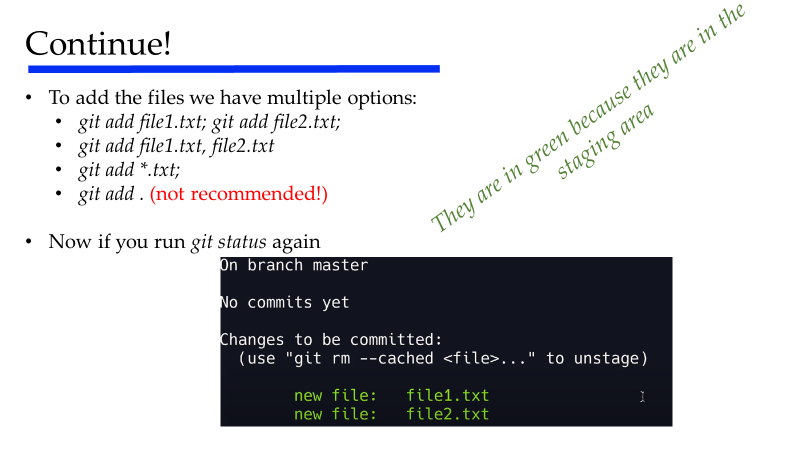 Continue!
• To add the files we have multiple options:
• git add file1.txt; git add file2.txt;
• git add file1.txt, file2.txt
• git add *.txt;
• git add . (not recommended!)
• Now if you run git status again
They are in green because they are in the
staging area
On branch master
No commits yet
Changes to be committed:
(use "git rm --cached <file>..." to unstage)
new file: file1.txt
new file: file2.txt